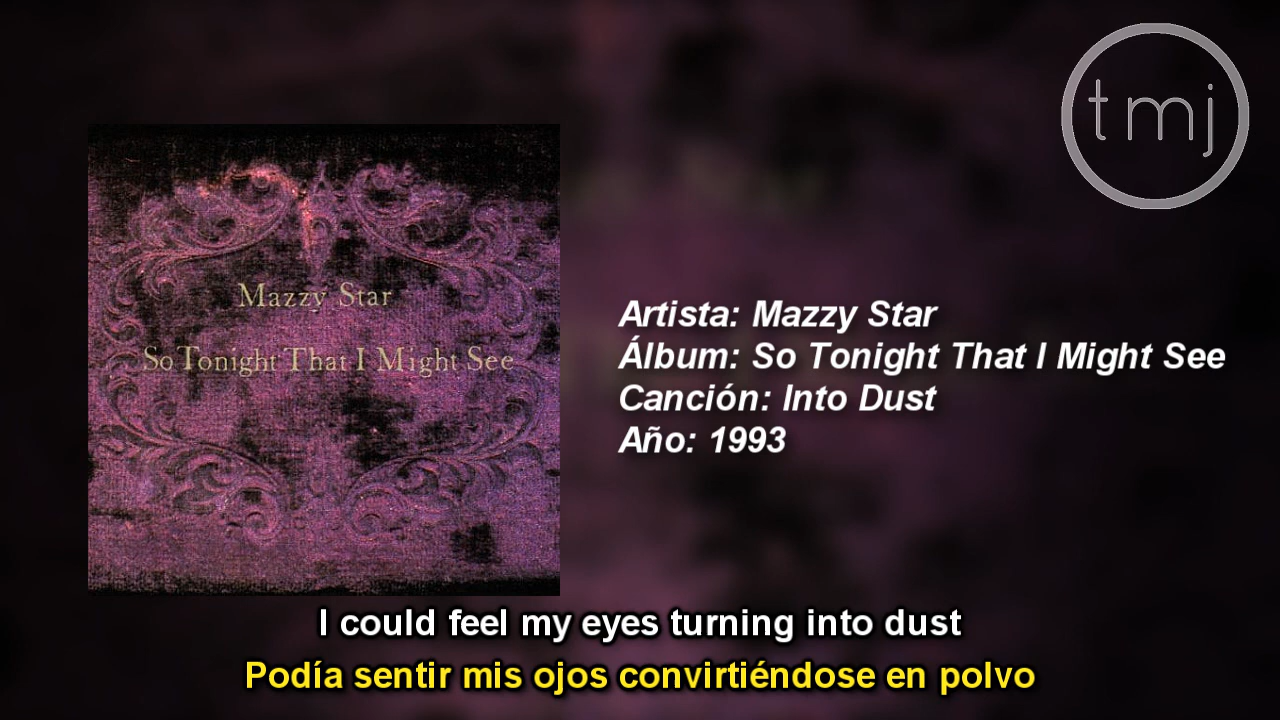 tmj
Mazzy Star
So Tonight That I Might See
Artista: Mazzy Star
Álbum: So Tonight That I Might See
Canción: Into Dust
Año: 1993
I could feel my eyes turning into dust
Podía sentir mis ojos convirtiéndose en polvo